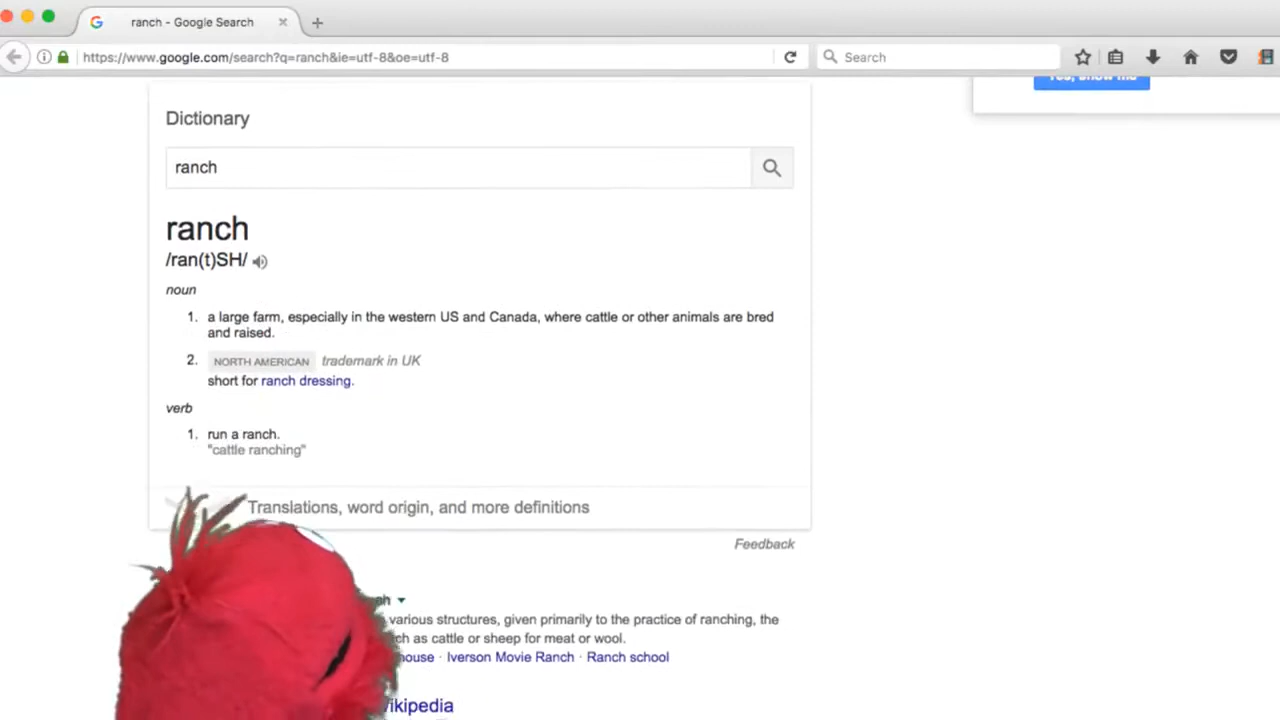 ranch - Google Search
https://www.google.com/search?q=ranch&ie=utf-8&oe=utf-8
Search
Yes, show me
Dictionary
ranch
ranch
/ran(t)SH/
noun
1. a large farm, especially in the western US and Canada, where cattle or other animals are bred
and raised.
2. NORTH AMERICAN trademark in UK
short for ranch dressing.
verb
1. run a ranch.
"cattle ranching"
Translations, word origin, and more definitions
Feedback
various structures, given primarily to the practice of ranching, the
as cattle or sheep for meat or wool.
· Iverson Movie Ranch · Ranch school